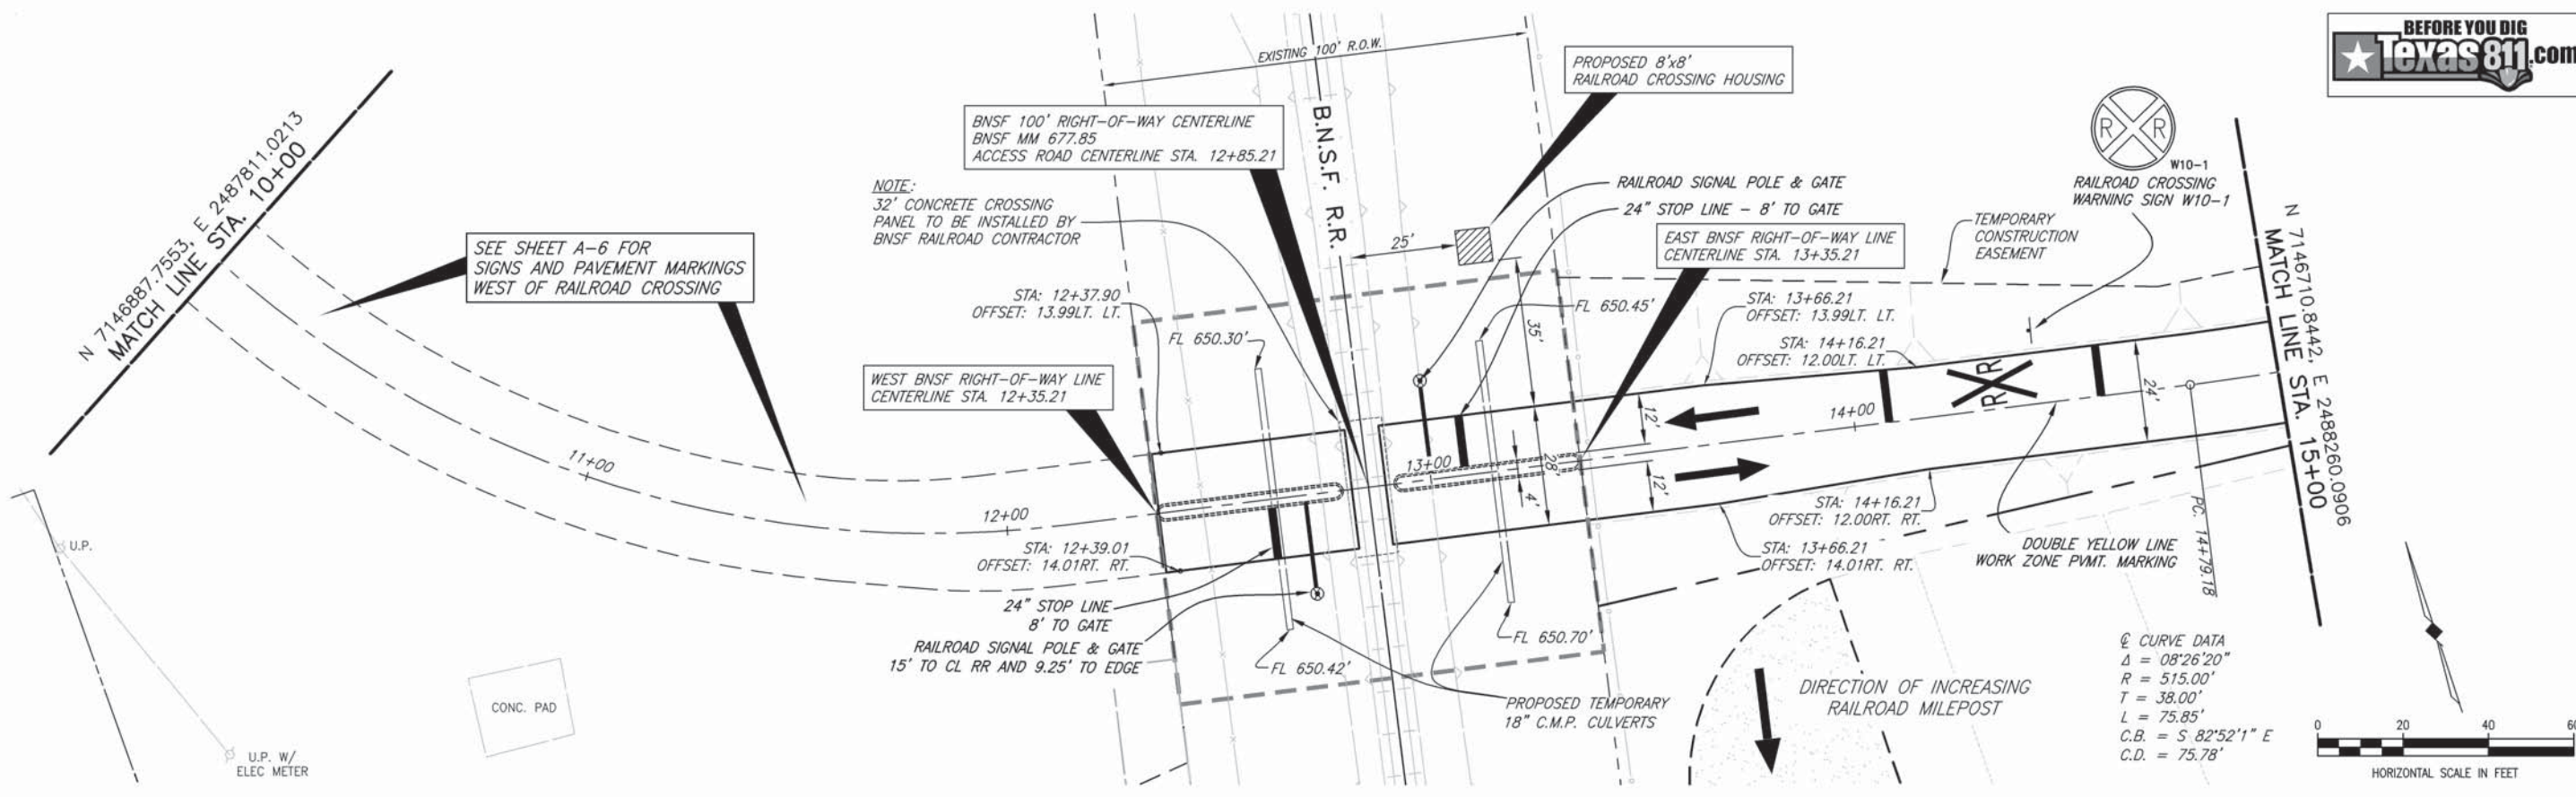 BEFORE YOU DIG
Texas811.com
N 7146887.7553, E 2487811.0213
MATCH LINE STA. 10+00
SEE SHEET A-6 FOR
SIGNS AND PAVEMENT MARKINGS
WEST OF RAILROAD CROSSING
11+00
12+00
U.P.
U.P. W/
ELEC METER
CONC. PAD
EXISTING 100' R.O.W.
B.N.S.F. R.R.
BNSF 100' RIGHT-OF-WAY CENTERLINE
BNSF MM 677.85
ACCESS ROAD CENTERLINE STA. 12+85.21
NOTE:
32' CONCRETE CROSSING
PANEL TO BE INSTALLED BY
BNSF RAILROAD CONTRACTOR
STA: 12+37.90
OFFSET: 13.99LT. LT.
FL 650.30'
WEST BNSF RIGHT-OF-WAY LINE
CENTERLINE STA. 12+35.21
STA: 12+39.01
OFFSET: 14.01RT. RT.
24" STOP LINE
8' TO GATE
RAILROAD SIGNAL POLE & GATE
15' TO CL RR AND 9.25' TO EDGE
FL 650.42'
PROPOSED 8'x8'
RAILROAD CROSSING HOUSING
RAILROAD SIGNAL POLE & GATE
24" STOP LINE - 8' TO GATE
25'
EAST BNSF RIGHT-OF-WAY LINE
CENTERLINE STA. 13+35.21
FL 650.45'
35'
13+00
28'
4'
12'
12'
FL 650.70'
PROPOSED TEMPORARY
18" C.M.P. CULVERTS
STA: 13+66.21
OFFSET: 13.99LT. LT.
STA: 14+16.21
OFFSET: 12.00LT. LT.
14+00
R R
24'
STA: 14+16.21
OFFSET: 12.00RT. RT.
STA: 13+66.21
OFFSET: 14.01RT. RT.
DOUBLE YELLOW LINE
WORK ZONE PVMT. MARKING
PC: 14+79.18
TEMPORARY
CONSTRUCTION
EASEMENT
R R
W10-1
RAILROAD CROSSING
WARNING SIGN W10-1
N 7146710.8442, E 2488260.0906
MATCH LINE STA. 15+00
DIRECTION OF INCREASING
RAILROAD MILEPOST
℄ CURVE DATA
Δ = 08°26'20"
R = 515.00'
T = 38.00'
L = 75.85'
C.B. = S 82°52'1" E
C.D. = 75.78'
0 20 40 60
HORIZONTAL SCALE IN FEET